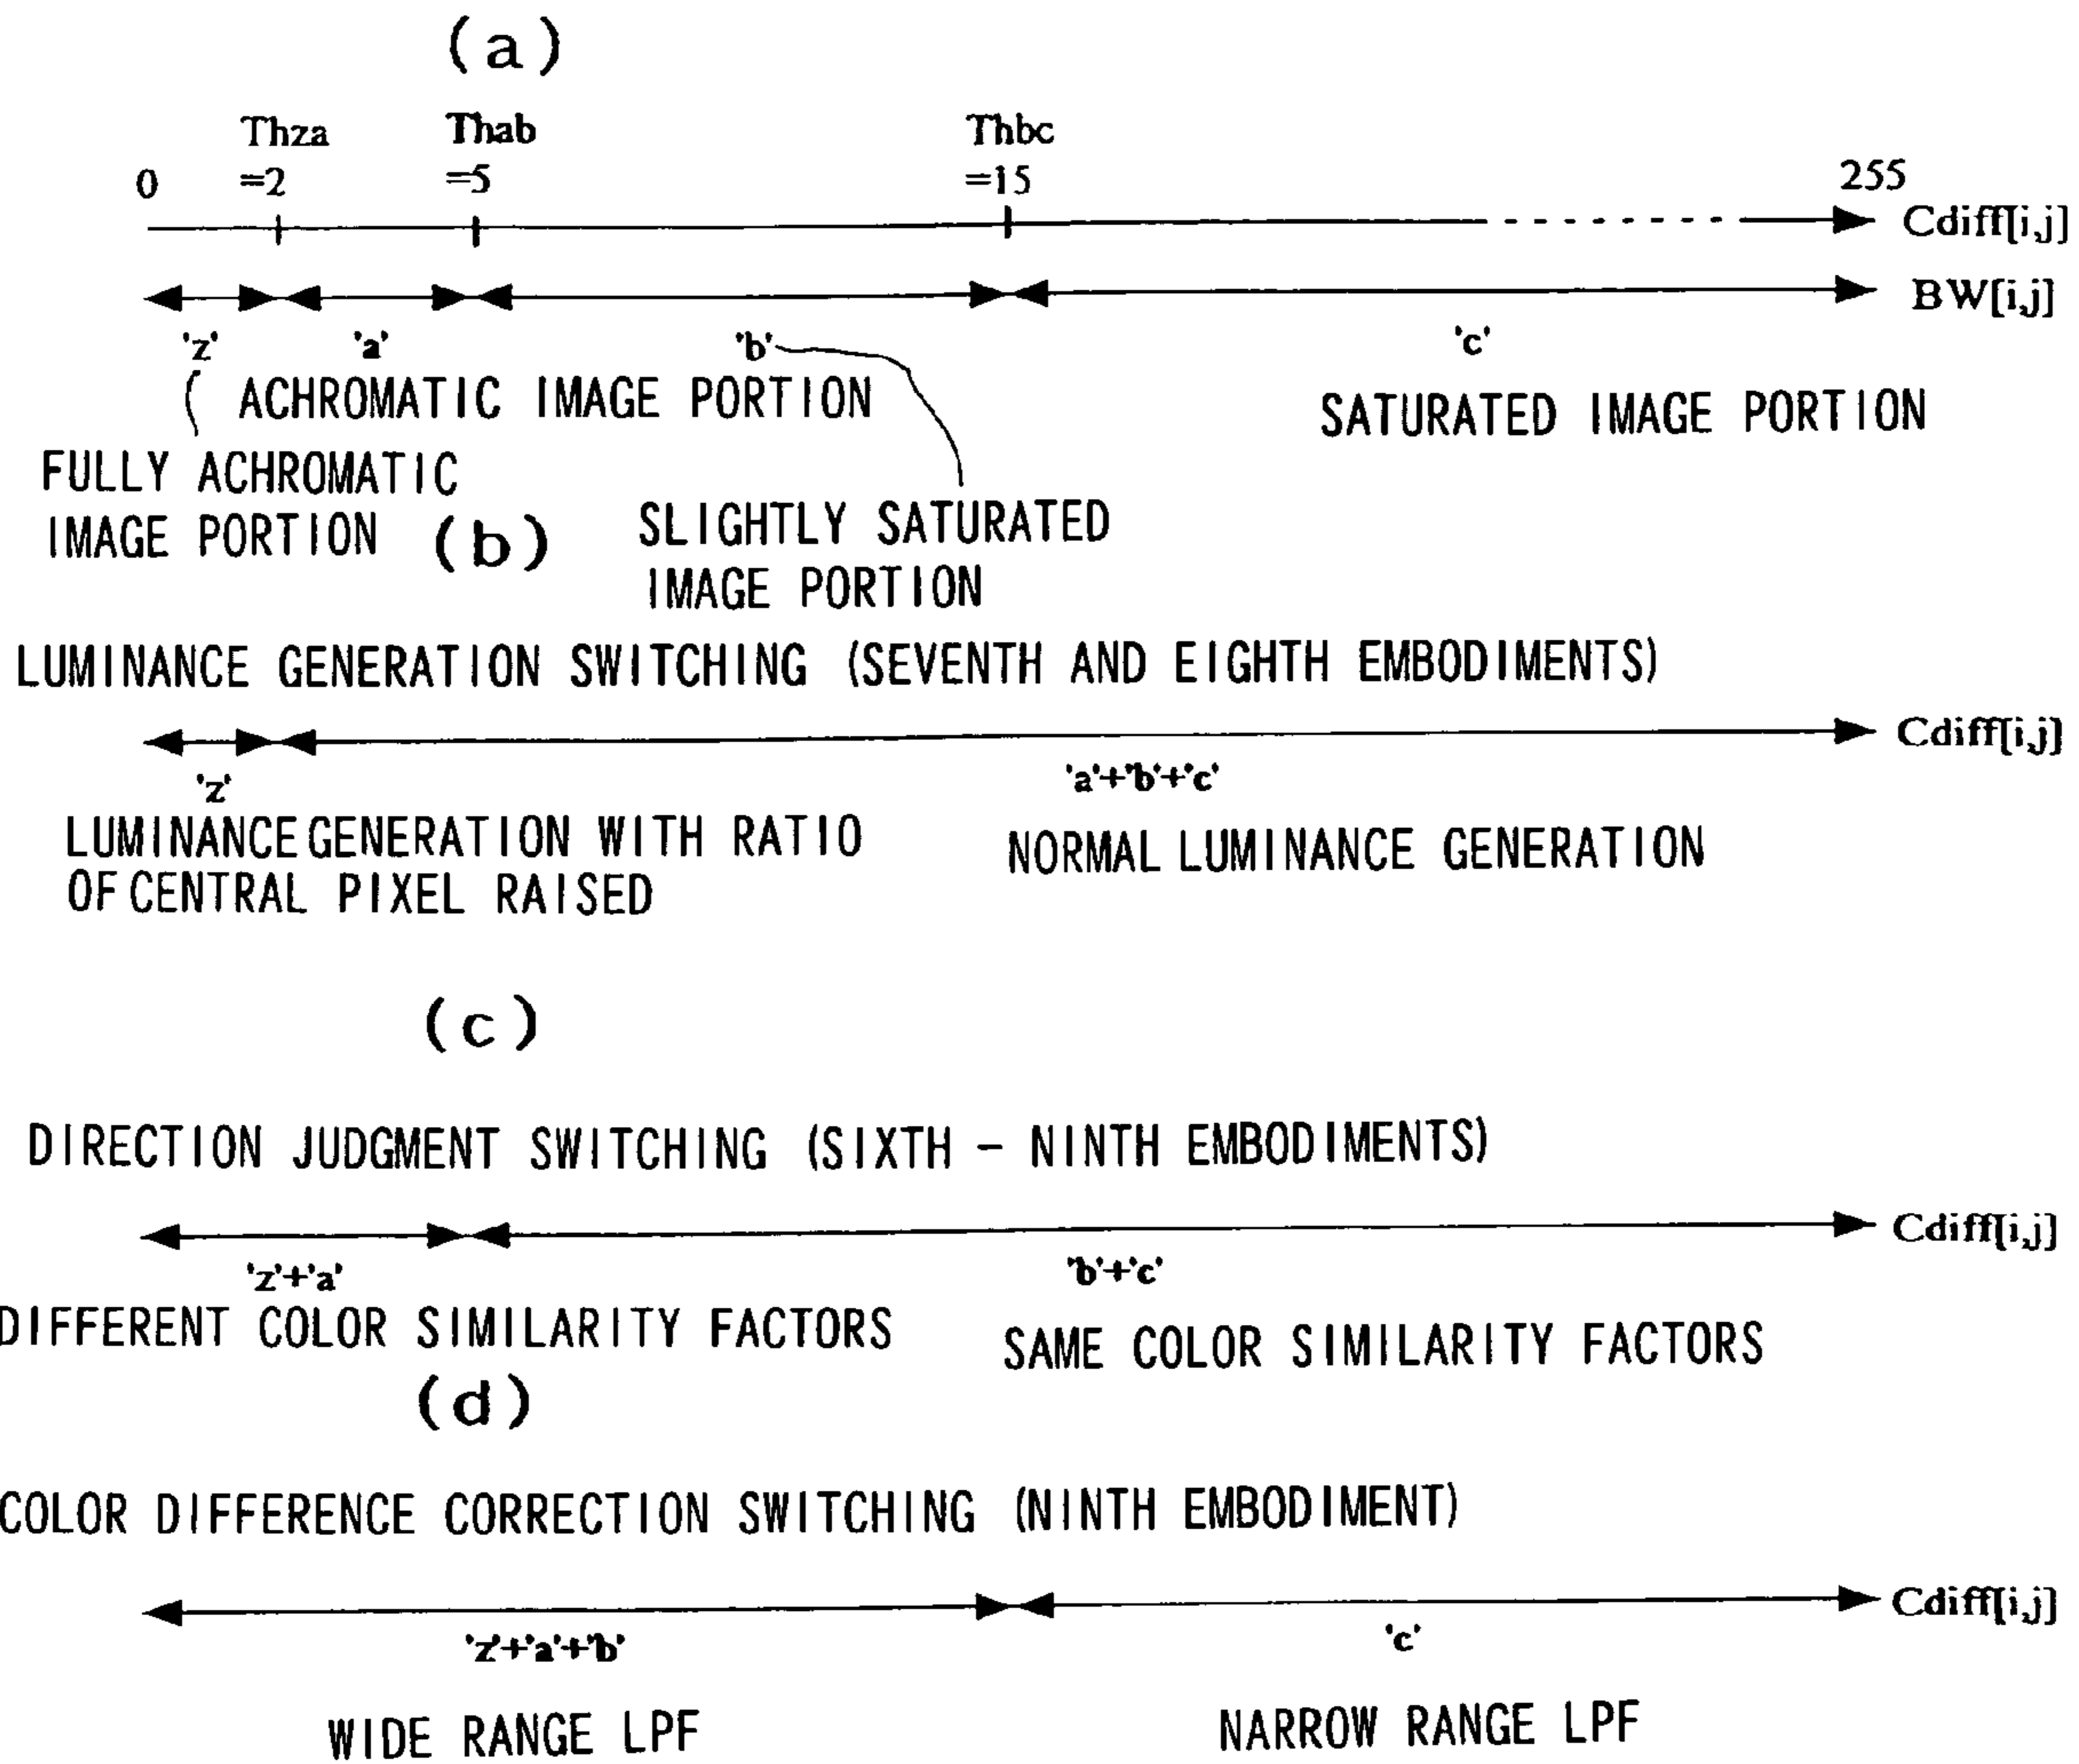 (a)
Thza Thab Thbc
0 =2 =5 =15 255
Cdiff[i,j]
BW[i,j]
'z' 'a' 'b' 'c'
ACHROMATIC IMAGE PORTION
SATURATED IMAGE PORTION
FULLY ACHROMATIC
IMAGE PORTION
SLIGHTLY SATURATED
IMAGE PORTION
(b)
LUMINANCE GENERATION SWITCHING (SEVENTH AND EIGHTH EMBODIMENTS)
Cdiff[i,j]
'z' 'a'+'b'+'c'
LUMINANCE GENERATION WITH RATIO
OF CENTRAL PIXEL RAISED
NORMAL LUMINANCE GENERATION
(c)
DIRECTION JUDGMENT SWITCHING (SIXTH - NINTH EMBODIMENTS)
Cdiff[i,j]
'z'+'a' 'b'+'c'
DIFFERENT COLOR SIMILARITY FACTORS
SAME COLOR SIMILARITY FACTORS
(d)
COLOR DIFFERENCE CORRECTION SWITCHING (NINTH EMBODIMENT)
Cdiff[i,j]
'z'+'a'+'b' 'c'
WIDE RANGE LPF
NARROW RANGE LPF